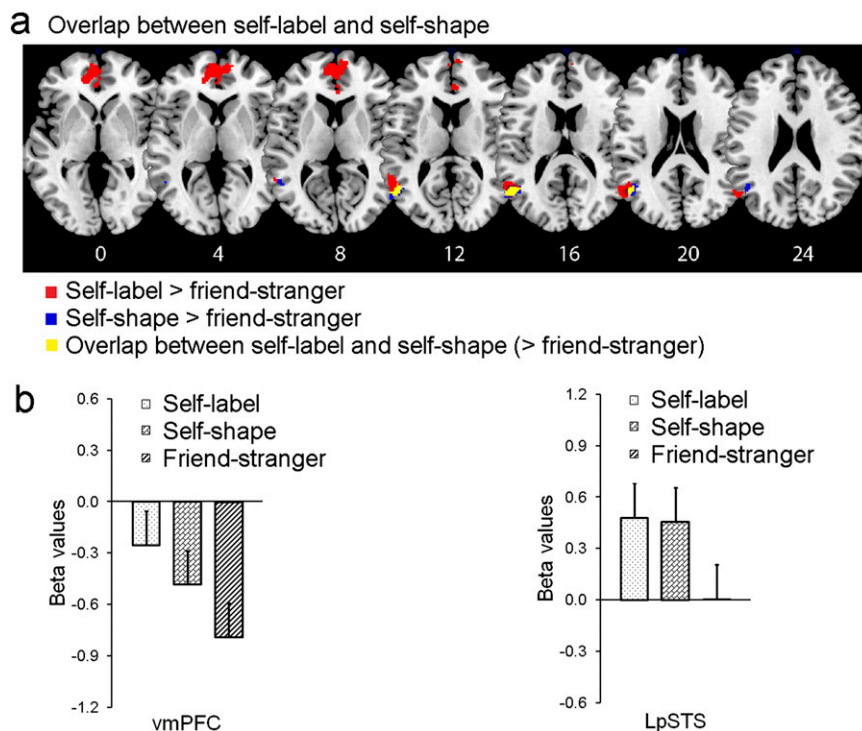 a Overlap between self-label and self-shape
0 4 8 12 16 20 24
Self-label > friend-stranger
Self-shape > friend-stranger
Overlap between self-label and self-shape (> friend-stranger)
b
Beta values
0.6
0.3
0.0
-0.3
-0.6
-0.9
-1.2
Self-label
Self-shape
Friend-stranger
vmPFC
Beta values
1.2
0.9
0.6
0.3
0.0
-0.3
-0.6
Self-label
Self-shape
Friend-stranger
LpSTS